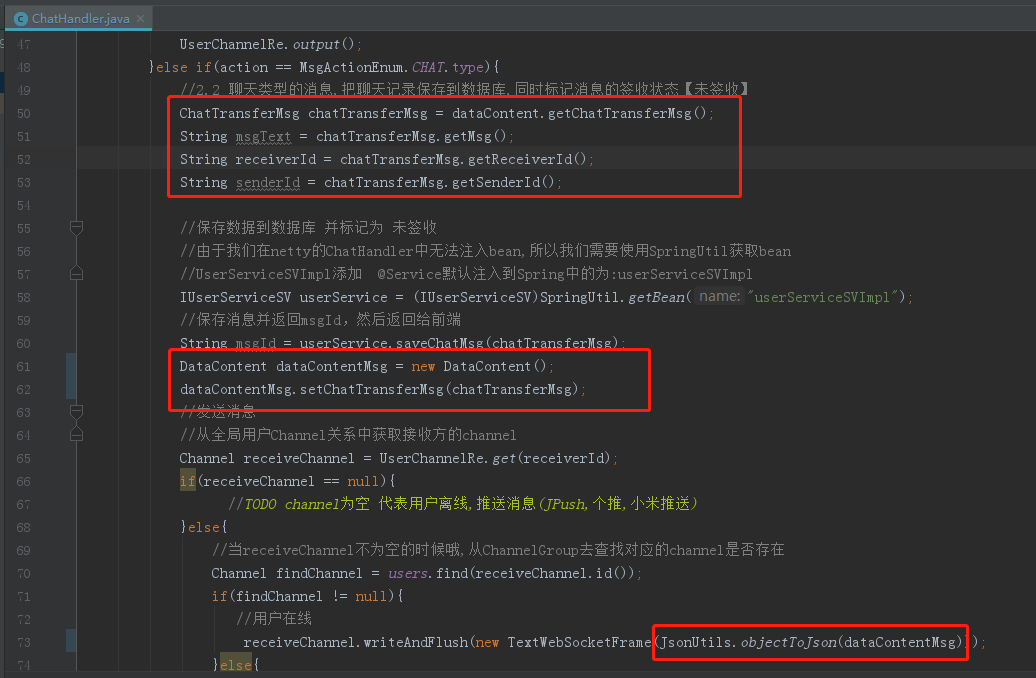 ChatHandler.java ×
47 UserChannelRe.output();
48 }else if(action == MsgActionEnum.CHAT.type){
49 //2.2 聊天类型的消息,把聊天记录保存到数据库,同时标记消息的签收状态【未签收】
50 ChatTransferMsg chatTransferMsg = dataContent.getChatTransferMsg();
51 String msgText = chatTransferMsg.getMsg();
52 String receiverId = chatTransferMsg.getReceiverId();
53 String senderId = chatTransferMsg.getSenderId();
54
55 //保存数据到数据库 并标记为 未签收
56 //由于我们在netty的ChatHandler中无法注入bean,所以我们需要使用SpringUtil获取bean
57 //UserServiceSVImpl添加 @Service默认注入到Spring中的为:userServiceSVImpl
58 IUserServiceSV userService = (IUserServiceSV)SpringUtil.getBean( name: "userServiceSVImpl");
59 //保存消息并返回msgId，然后返回给前端
60 String msgId = userService.saveChatMsg(chatTransferMsg);
61 DataContent dataContentMsg = new DataContent();
62 dataContentMsg.setChatTransferMsg(chatTransferMsg);
63 //发送消息
64 //从全局用户Channel关系中获取接收方的channel
65 Channel receiveChannel = UserChannelRe.get(receiverId);
66 if(receiveChannel == null){
67 //TODO channel为空 代表用户离线,推送消息(JPush,个推,小米推送)
68 }else{
69 //当receiveChannel不为空的时候哦,从ChannelGroup去查找对应的channel是否存在
70 Channel findChannel = users.find(receiveChannel.id());
71 if(findChannel != null){
72 //用户在线
73 receiveChannel.writeAndFlush(new TextWebSocketFrame(JsonUtils.objectToJson(dataContentMsg)));
74 }else{